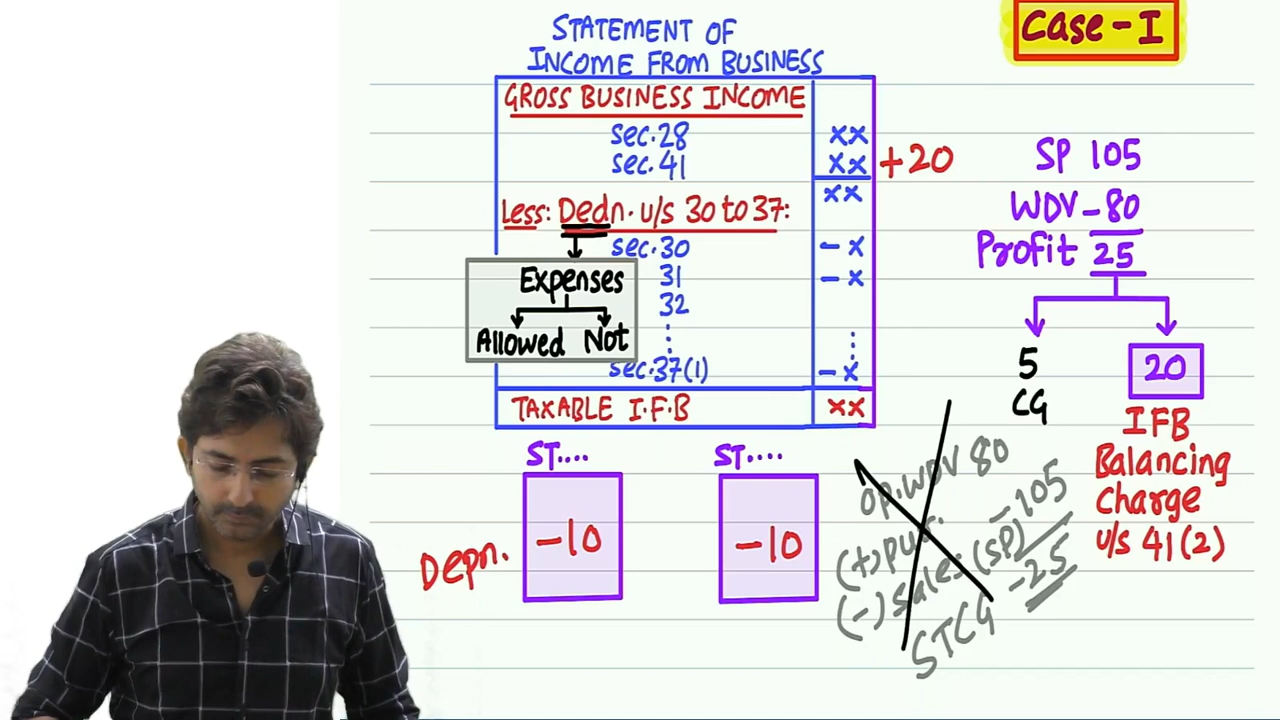 Case-I
STATEMENT OF
INCOME FROM BUSINESS
GROSS BUSINESS INCOME
sec.28 xx
sec.41 xx +20
xx
Less: Dedn. u/s 30 to 37:
sec.30 - x
31 - x
32
sec.37(1) - x
TAXABLE I.F.B xx
Expenses
Allowed Not
ST....
ST....
Depn. -10
-10
SP 105
WDV -80
Profit 25
5
CG
20
IFB
Balancing
Charge
u/s 41(2)
op.WDV 80
(+) pur.
(-) Sales (SP) -105
STCG -25